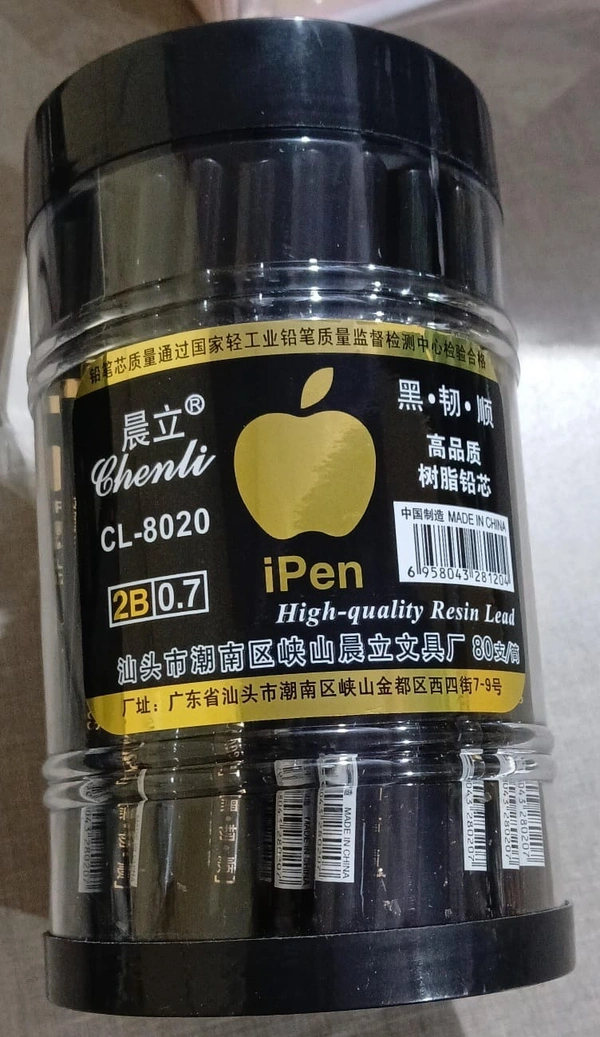 铅笔芯质量通过国家轻工业铅笔质量监督检测中心检验合格
晨立®
Chenli
CL-8020
2B 0.7
iPen
黑·韧·顺
高品质
树脂铅芯
中国制造 MADE IN CHINA
6 958043 281204
High-quality Resin Lead
汕头市潮南区峡山晨立文具厂 80支/筒
厂址：广东省汕头市潮南区峡山金都区西四街7-9号
MADE IN CHINA
043 280207
043 280207